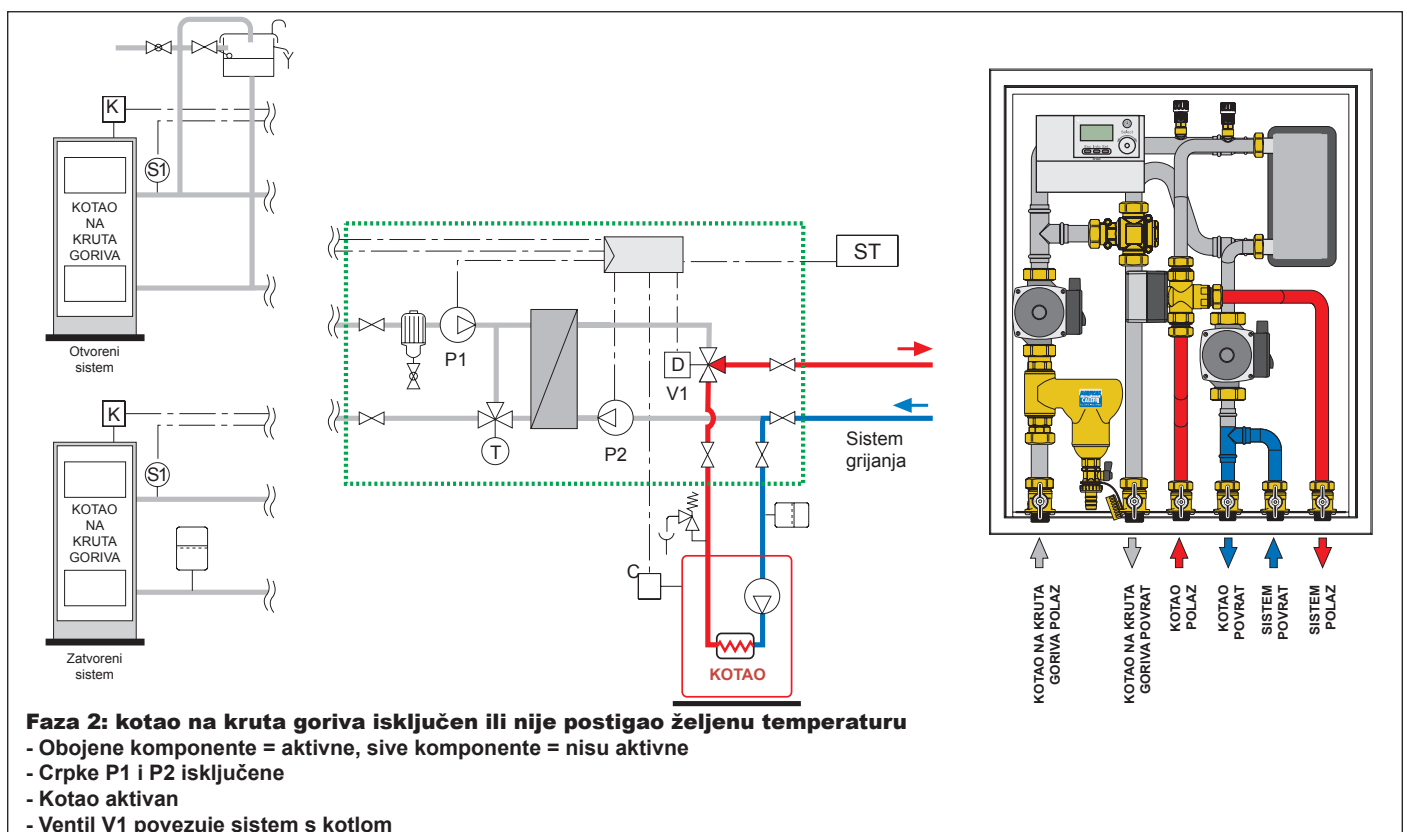 K
S1
KOTAO
NA
KRUTA
GORIVA
Otvoreni
sistem
K
S1
KOTAO
NA
KRUTA
GORIVA
Zatvoreni
sistem
ST
P1
D
V1
T
P2
Sistem
grijanja
C
KOTAO
Select
CALEFFI
KOTAO NA KRUTA
GORIVA POLAZ
KOTAO NA KRUTA
GORIVA POVRAT
KOTAO
POLAZ
KOTAO
POVRAT
SISTEM
POVRAT
SISTEM
POLAZ
Faza 2: kotao na kruta goriva isključen ili nije postigao željenu temperaturu
- Obojene komponente = aktivne, sive komponente = nisu aktivne
- Crpke P1 i P2 isključene
- Kotao aktivan
- Ventil V1 povezuje sistem s kotlom